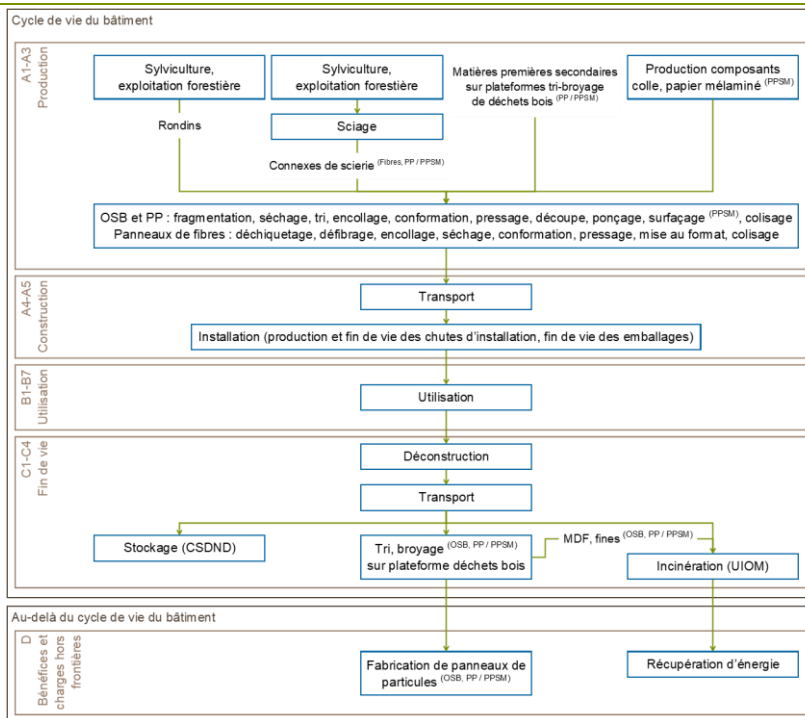 Cycle de vie du bâtiment
A1-A3
Production
Sylviculture,
exploitation forestière
Sylviculture,
exploitation forestière
Matières premières secondaires
sur plateformes tri-broyage
de déchets bois (PP / PPSM)
Production composants
colle, papier mélaminé (PPSM)
Rondins
Sciage
Connexes de scierie (Fibres, PP / PPSM)
OSB et PP : fragmentation, séchage, tri, encollage, conformation, pressage, découpe, ponçage, surfaçage (PPSM), colisage
Panneaux de fibres : déchiquetage, défibrage, encollage, séchage, conformation, pressage, mise au format, colisage
A4-A5
Construction
Transport
Installation (production et fin de vie des chutes d'installation, fin de vie des emballages)
B1-B7
Utilisation
Utilisation
C1-C4
Fin de vie
Déconstruction
Transport
Stockage (CSDND)
Tri, broyage (OSB, PP / PPSM)
sur plateforme déchets bois
MDF, fines (OSB, PP / PPSM)
Incinération (UIOM)
Au-delà du cycle de vie du bâtiment
D
Bénéfices et
charges hors
frontières
Fabrication de panneaux de
particules (OSB, PP / PPSM)
Récupération d'énergie